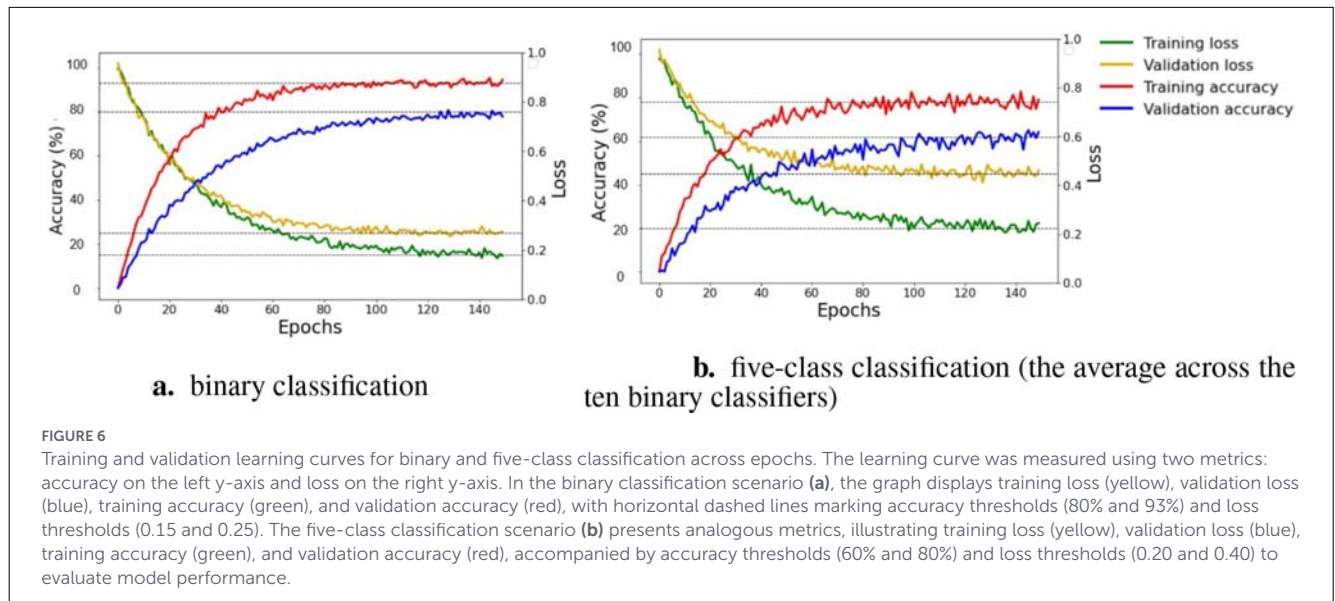 100
80
60
40
20
0
Accuracy (%)
1.0
0.8
0.6
0.4
0.2
0.0
Loss
0 20 40 60 80 100 120 140
Epochs
a. binary classification
100
80
60
40
20
0
Accuracy (%)
1.0
0.8
0.6
0.4
0.2
0.0
Loss
0 20 40 60 80 100 120 140
Epochs
Training loss
Validation loss
Training accuracy
Validation accuracy
b. five-class classification (the average across the
ten binary classifiers)
FIGURE 6
Training and validation learning curves for binary and five-class classification across epochs. The learning curve was measured using two metrics:
accuracy on the left y-axis and loss on the right y-axis. In the binary classification scenario (a), the graph displays training loss (yellow), validation loss
(blue), training accuracy (green), and validation accuracy (red), with horizontal dashed lines marking accuracy thresholds (80% and 93%) and loss
thresholds (0.15 and 0.25). The five-class classification scenario (b) presents analogous metrics, illustrating training loss (yellow), validation loss (blue),
training accuracy (green), and validation accuracy (red), accompanied by accuracy thresholds (60% and 80%) and loss thresholds (0.20 and 0.40) to
evaluate model performance.